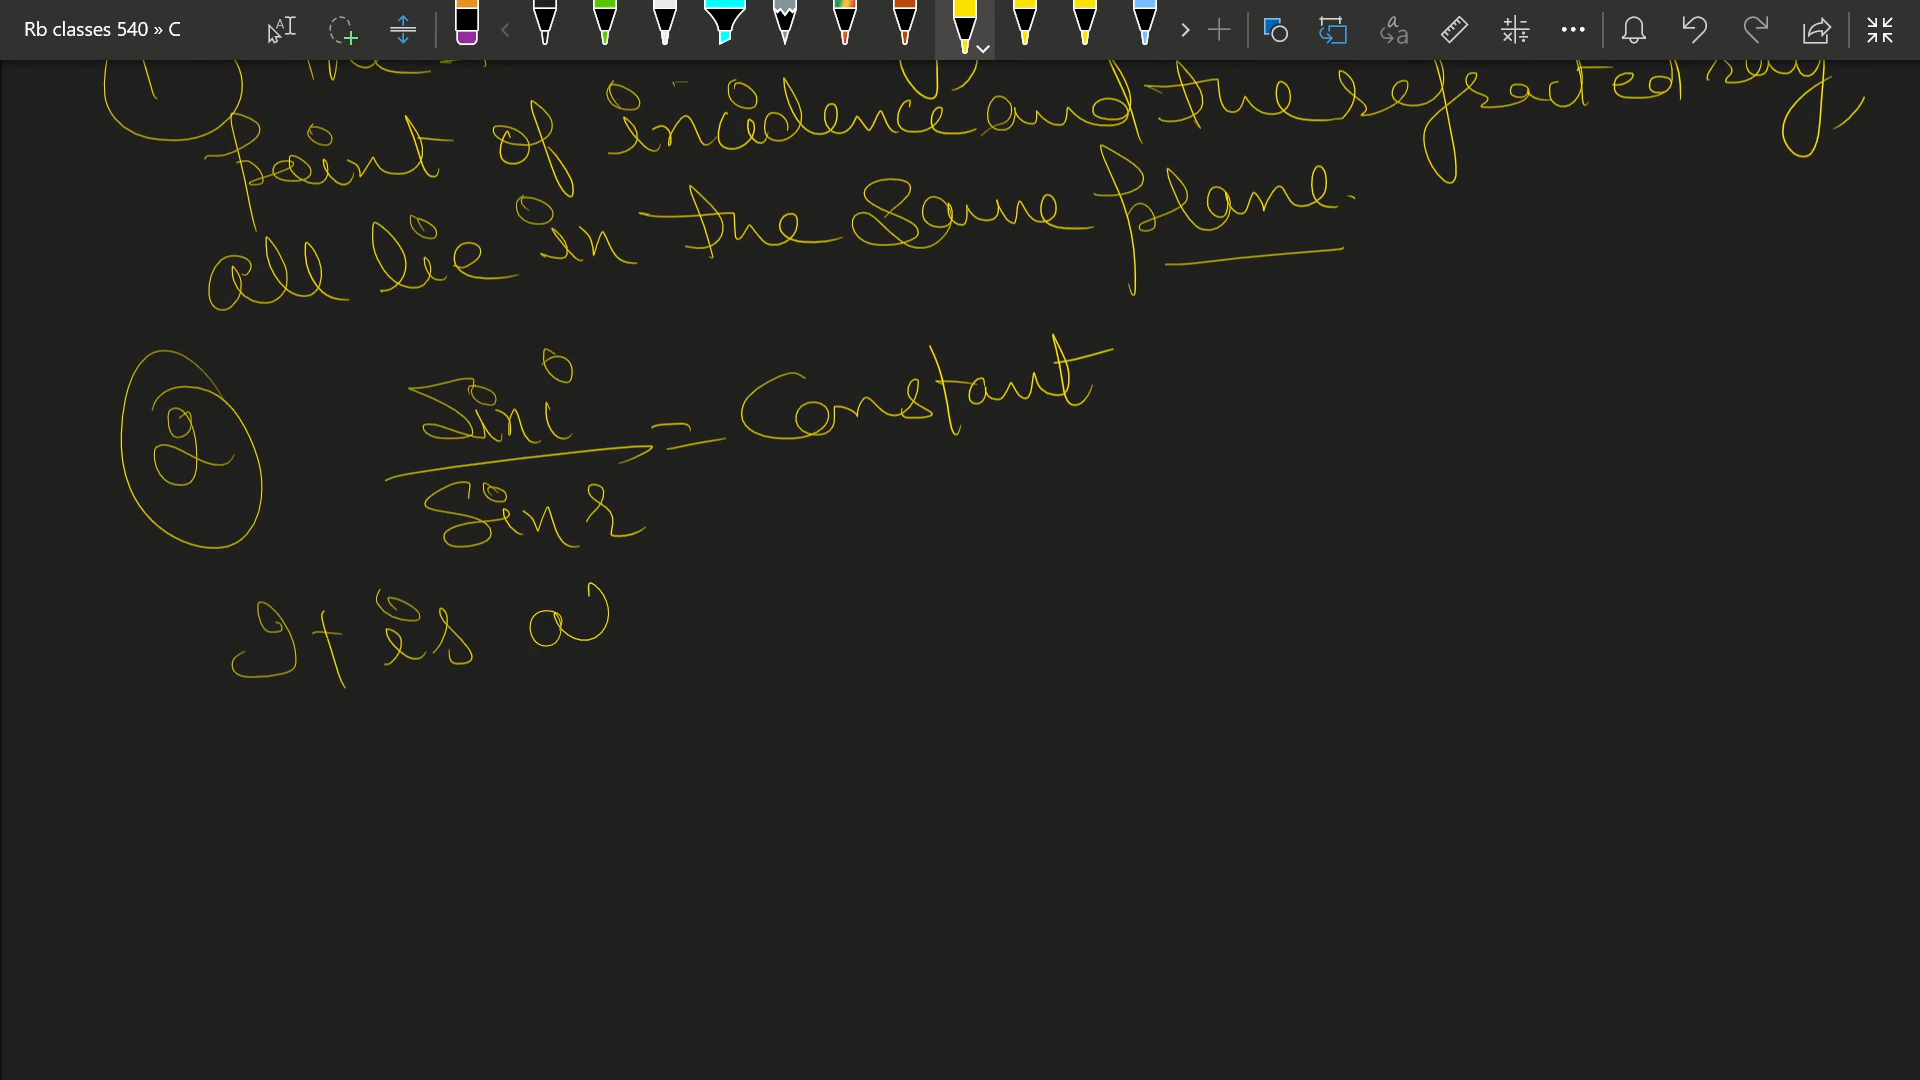 Rb classes 540 » C
point of incidence and the refracted ray,
all lie in the same plane.
2 Sin i / Sin r = Constant
It is a